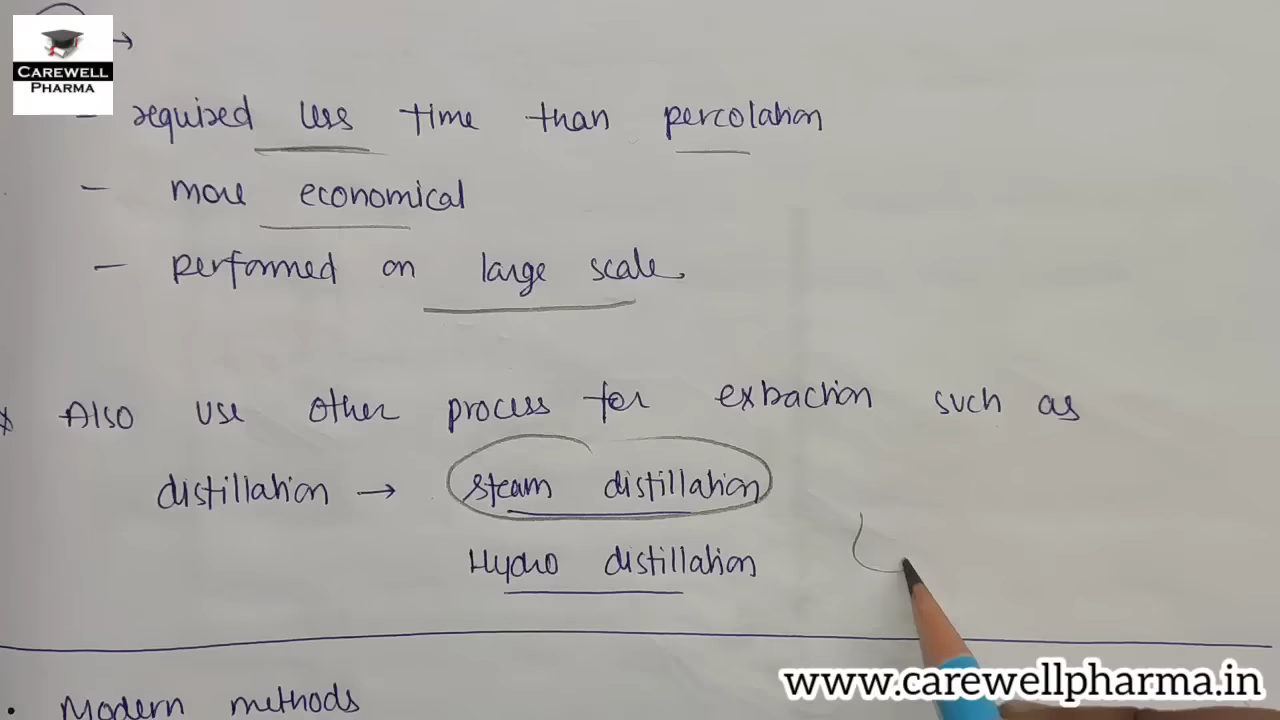 CAREWELL
PHARMA
→
- required less time than percolation
- more economical
- performed on large scale.
* Also use other process for extraction such as
distillation → steam distillation
Hydro distillation
• Modern methods
www.carewellpharma.in